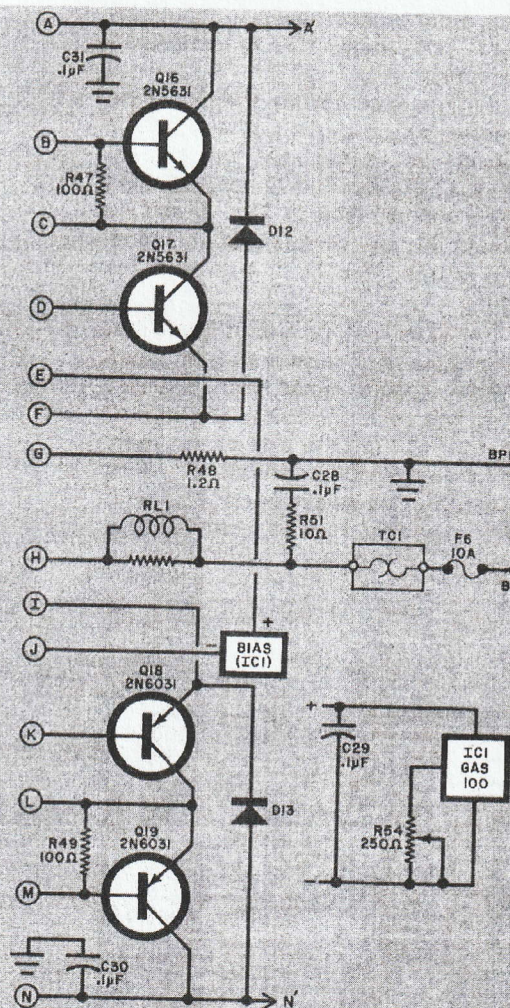 A
A'
C31
.1µF
Q16
2N5631
B
R47
100Ω
C
D12
Q17
2N5631
D
E
F
G
BP
R48
1.2Ω
C28
.1µF
RL1
R51
10Ω
TC1
F6
10A
H
B
I
+
J
–
BIAS
(IC1)
Q18
2N6031
K
+
C29
.1µF
IC1
GAS
100
L
D13
R54
250Ω
R49
100Ω
Q19
2N6031
M
–
C30
.1µF
N
N'